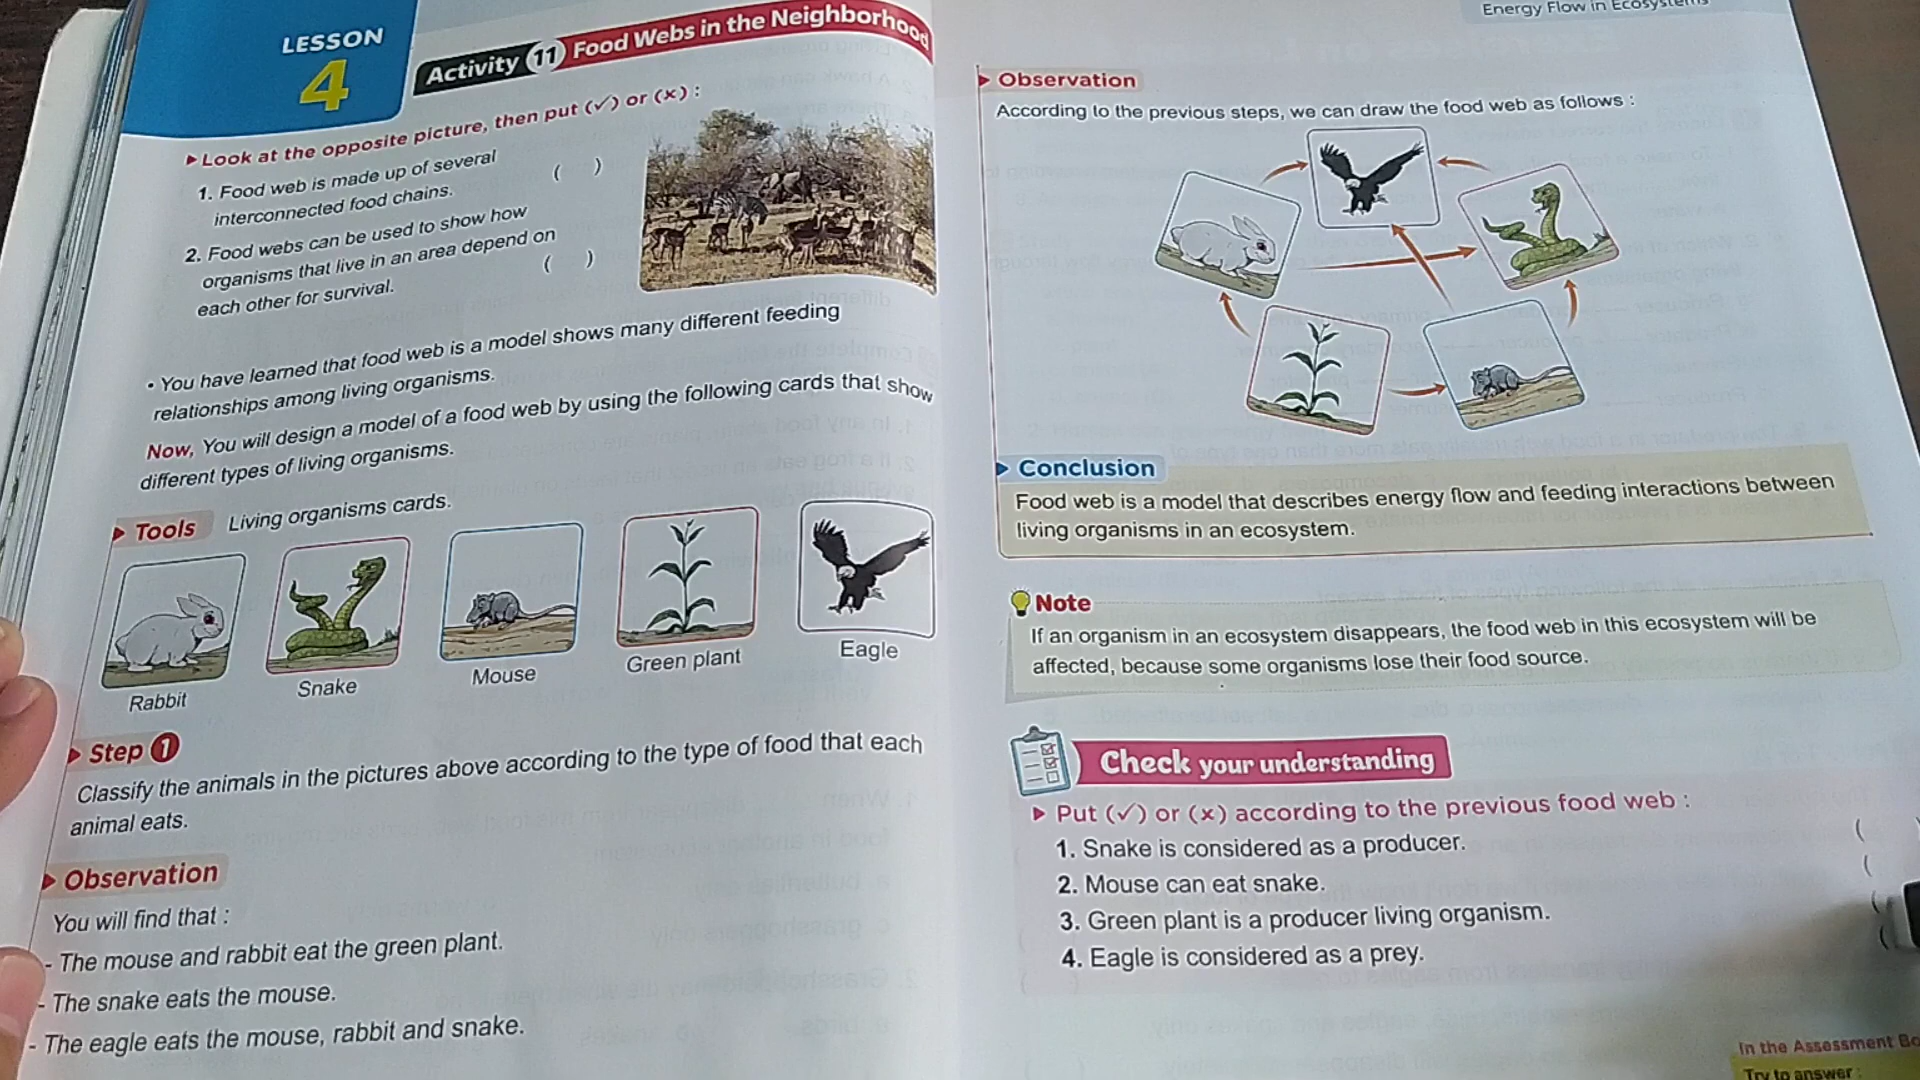 LESSON
4
Activity 11 Food Webs in the Neighborhood
Look at the opposite picture, then put (✓) or (×) :
1. Food web is made up of several
interconnected food chains. ( )
2. Food webs can be used to show how
organisms that live in an area depend on
each other for survival. ( )
• You have learned that food web is a model shows many different feeding
relationships among living organisms.
Now, You will design a model of a food web by using the following cards that show
different types of living organisms.
Tools Living organisms cards.
Rabbit
Snake
Mouse
Green plant
Eagle
Step 1
Classify the animals in the pictures above according to the type of food that each
animal eats.
Observation
You will find that :
- The mouse and rabbit eat the green plant.
- The snake eats the mouse.
- The eagle eats the mouse, rabbit and snake.
Energy Flow in Ecosystems
Observation
According to the previous steps, we can draw the food web as follows :
Conclusion
Food web is a model that describes energy flow and feeding interactions between
living organisms in an ecosystem.
Note
If an organism in an ecosystem disappears, the food web in this ecosystem will be
affected, because some organisms lose their food source.
Check your understanding
Put (✓) or (×) according to the previous food web :
1. Snake is considered as a producer. (
2. Mouse can eat snake. (
3. Green plant is a producer living organism. (
4. Eagle is considered as a prey. (
In the Assessment
Try to answer :